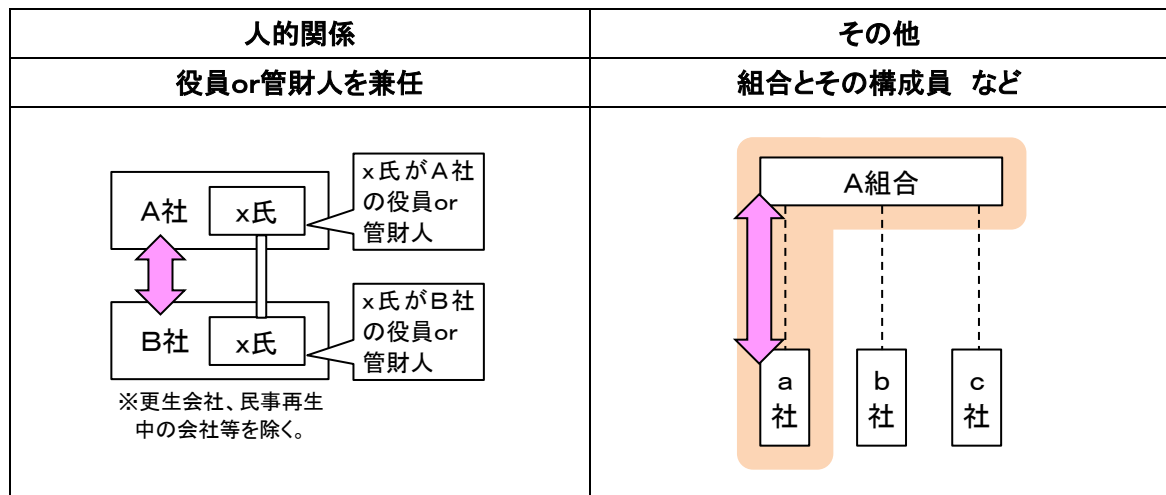 人的関係
その他
役員or管財人を兼任
組合とその構成員 など
A社
x氏
x氏がA社
の役員or
管財人
B社
x氏
x氏がB社
の役員or
管財人
※更生会社、民事再生
中の会社等を除く。
A組合
a
社
b
社
c
社